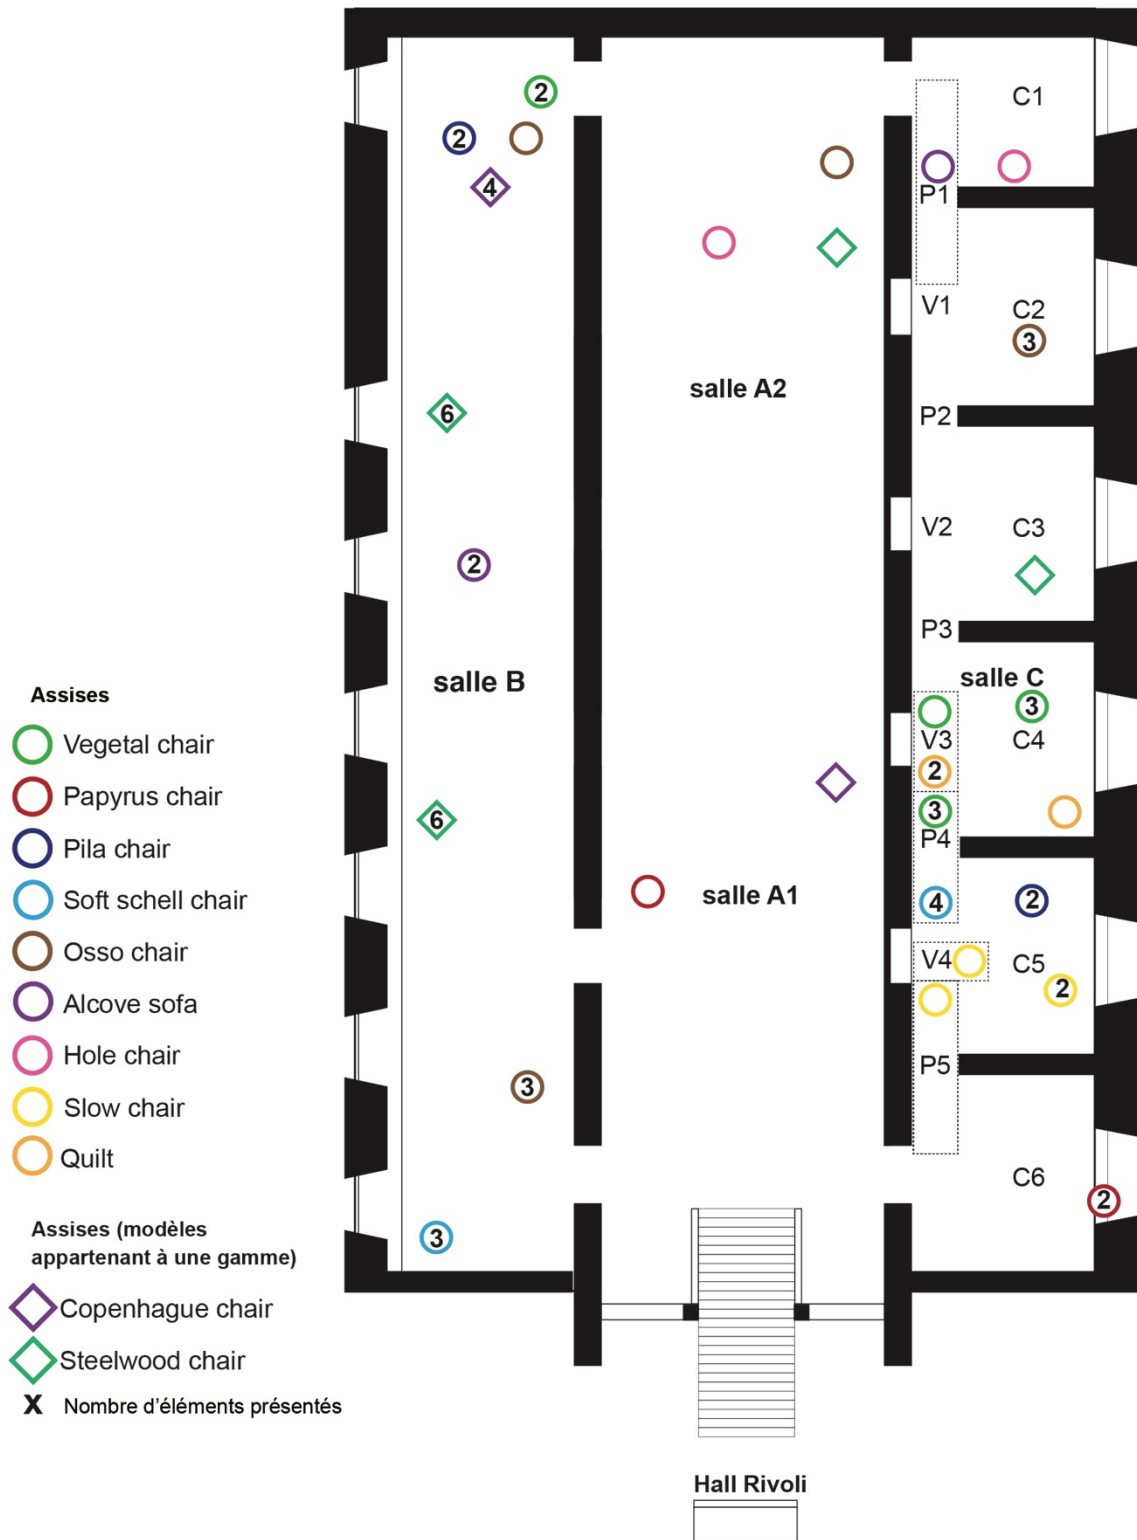 C1
2
2
4
P1
V1
C2
3
salle A2
6
P2
V2
C3
2
P3
salle B
salle C
3
V3
C4
2
3
P4
6
salle A1
4
2
V4
C5
2
P5
3
C6
2
3
Assises
Vegetal chair
Papyrus chair
Pila chair
Soft schell chair
Osso chair
Alcove sofa
Hole chair
Slow chair
Quilt
Assises (modèles
appartenant à une gamme)
Copenhague chair
Steelwood chair
X Nombre d'éléments présentés
Hall Rivoli